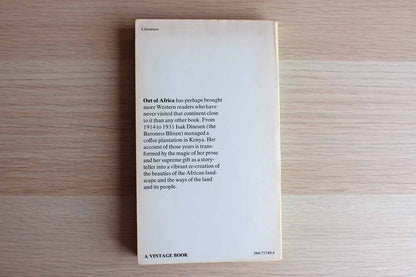 Literature
Out of Africa has perhaps brought
more Western readers who have
never visited that continent close
to it than any other book. From
1914 to 1931 Isak Dinesen (the
Baroness Blixen) managed a
coffee plantation in Kenya. Her
account of those years is trans-
formed by the magic of her prose
and her supreme gift as a story-
teller into a vibrant re-creation of
the beauties of the African land-
scape and the ways of the land
and its people.
A VINTAGE BOOK
394-71740-6